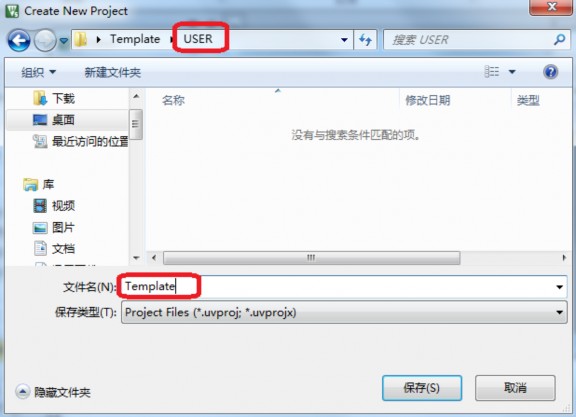 Create New Project
Template USER
搜索 USER
组织 新建文件夹
下载
桌面
最近访问的位置
库
视频
图片
文档
名称 修改日期 类型
没有与搜索条件匹配的项。
文件名(N): Template
保存类型(T): Project Files (*.uvproj; *.uvprojx)
隐藏文件夹
保存(S) 取消